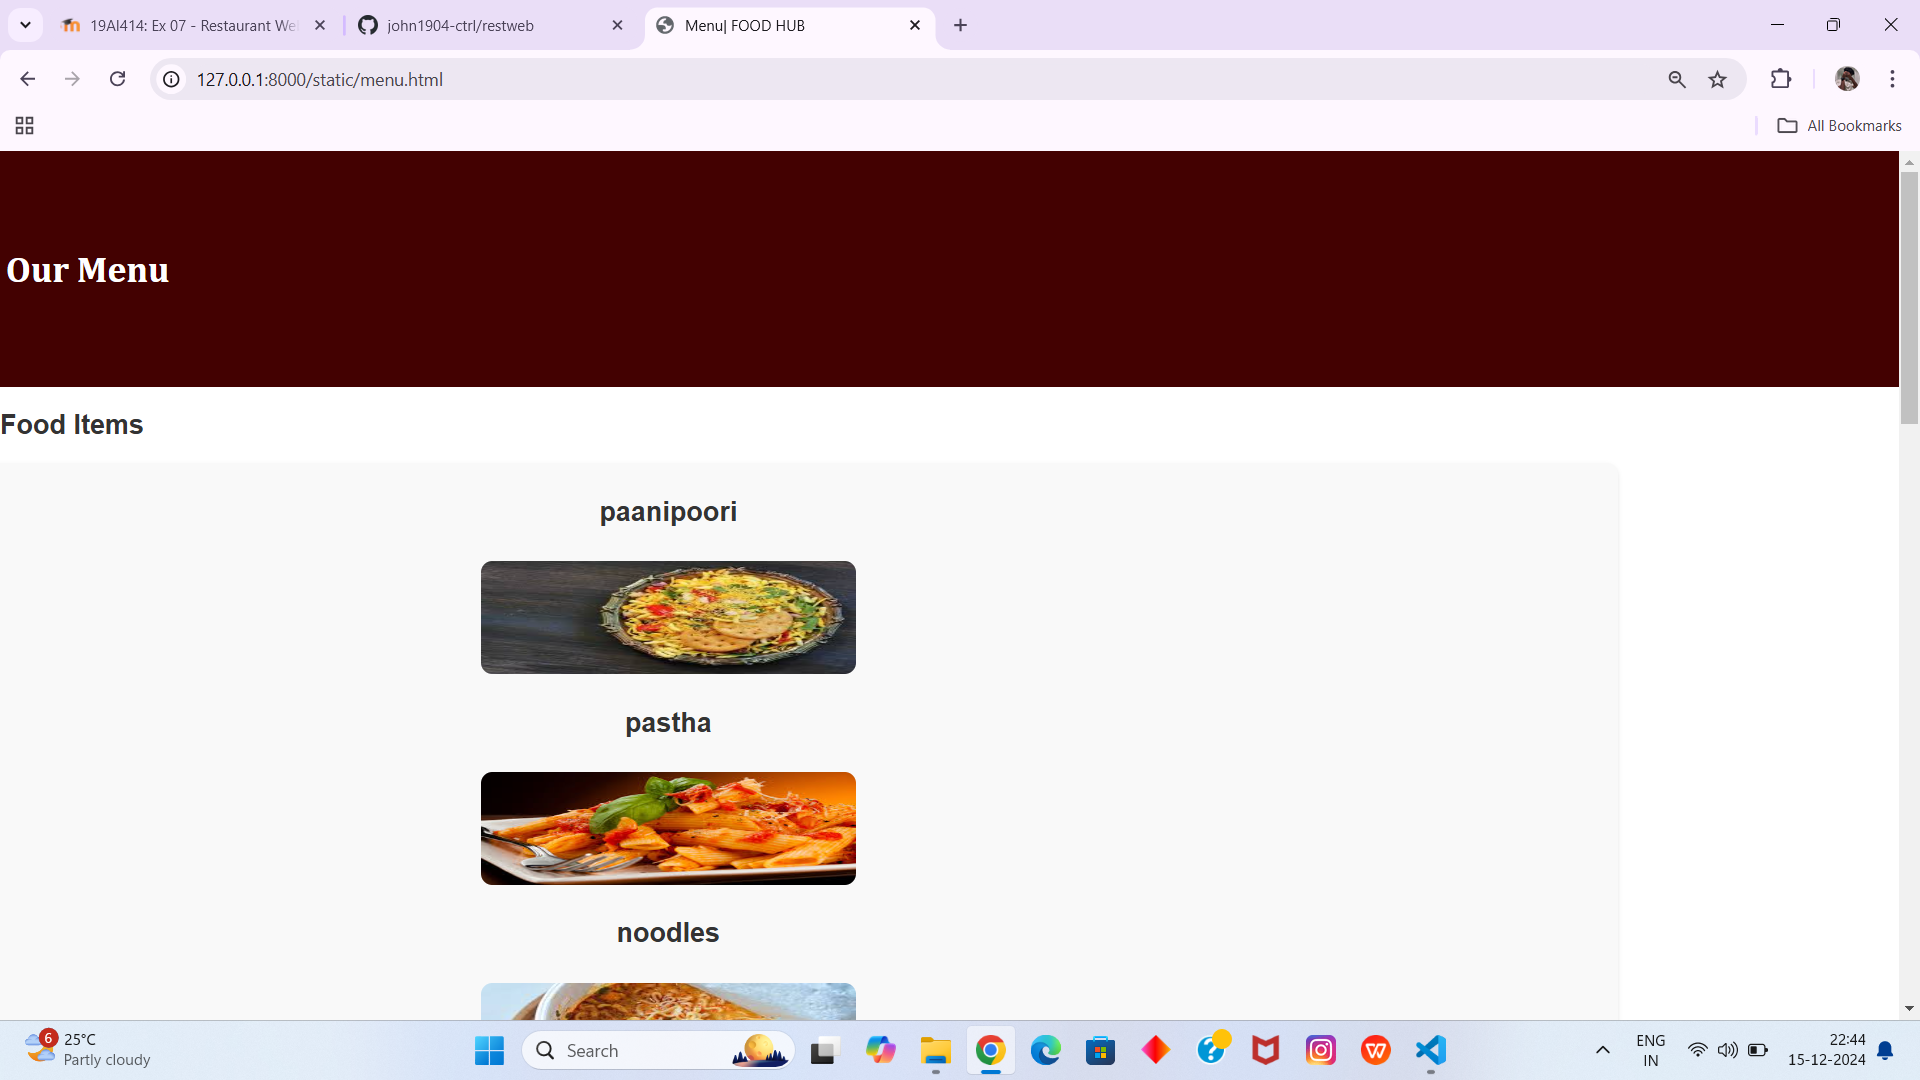 19AI414: Ex 07 - Restaurant We
john1904-ctrl/restweb
Menu| FOOD HUB
127.0.0.1:8000/static/menu.html
All Bookmarks
Our Menu
Food Items
paanipoori
pastha
noodles
6
25°C
Partly cloudy
Search
ENG
IN
22:44
15-12-2024